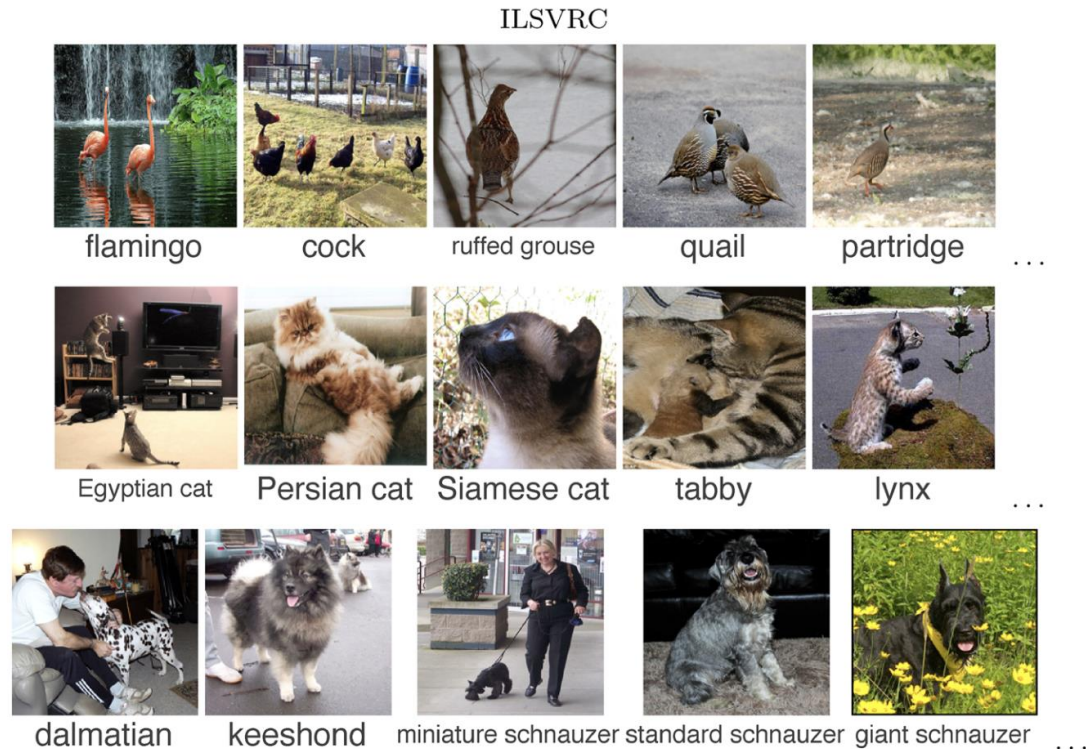 ILSVRC
flamingo cock ruffed grouse quail partridge ...
Egyptian cat Persian cat Siamese cat tabby lynx ...
dalmatian keeshond miniature schnauzer standard schnauzer giant schnauzer ...